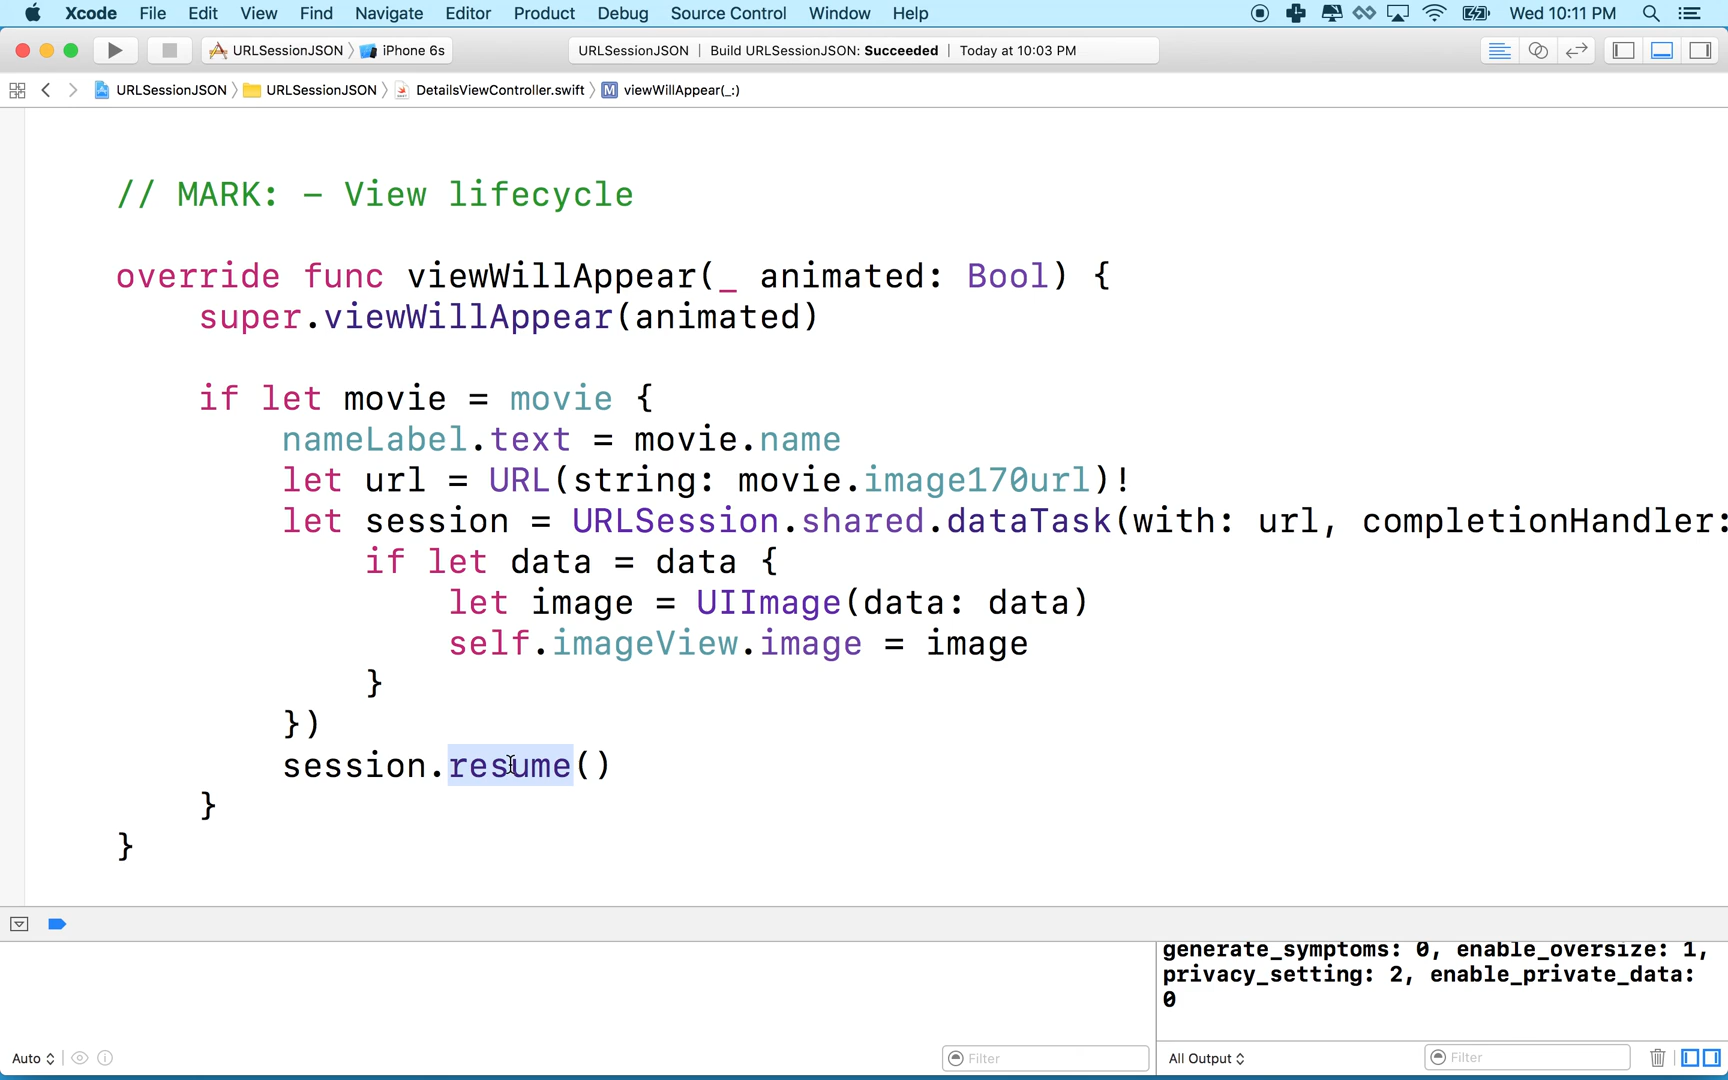 Xcode File Edit View Find Navigate Editor Product Debug Source Control Window Help Wed 10:11 PM
URLSessionJSON iPhone 6s URLSessionJSON | Build URLSessionJSON: Succeeded | Today at 10:03 PM
URLSessionJSON URLSessionJSON DetailsViewController.swift M viewWillAppear(_:)
// MARK: - View lifecycle
override func viewWillAppear(_ animated: Bool) {
super.viewWillAppear(animated)
if let movie = movie {
nameLabel.text = movie.name
let url = URL(string: movie.image170url)!
let session = URLSession.shared.dataTask(with: url, completionHandler:
if let data = data {
let image = UIImage(data: data)
self.imageView.image = image
}
})
session.resume()
}
}
generate_symptoms: 0, enable_oversize: 1,
privacy_setting: 2, enable_private_data:
0
Auto Filter All Output Filter